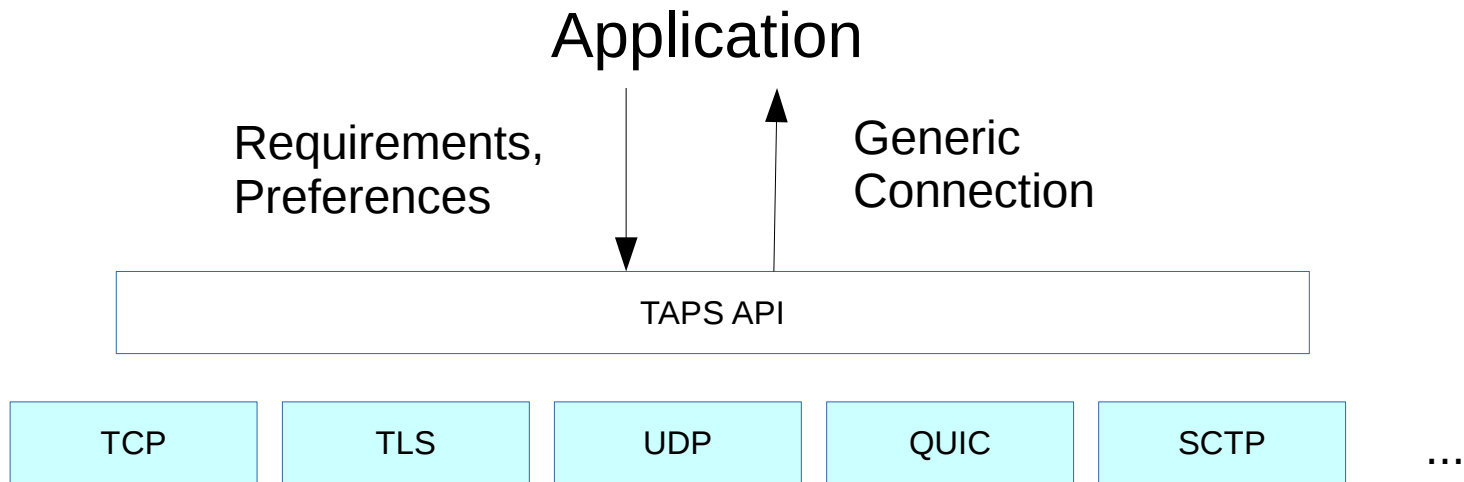 Application
Requirements,
Preferences
Generic
Connection
TAPS API
TCP
TLS
UDP
QUIC
SCTP
...